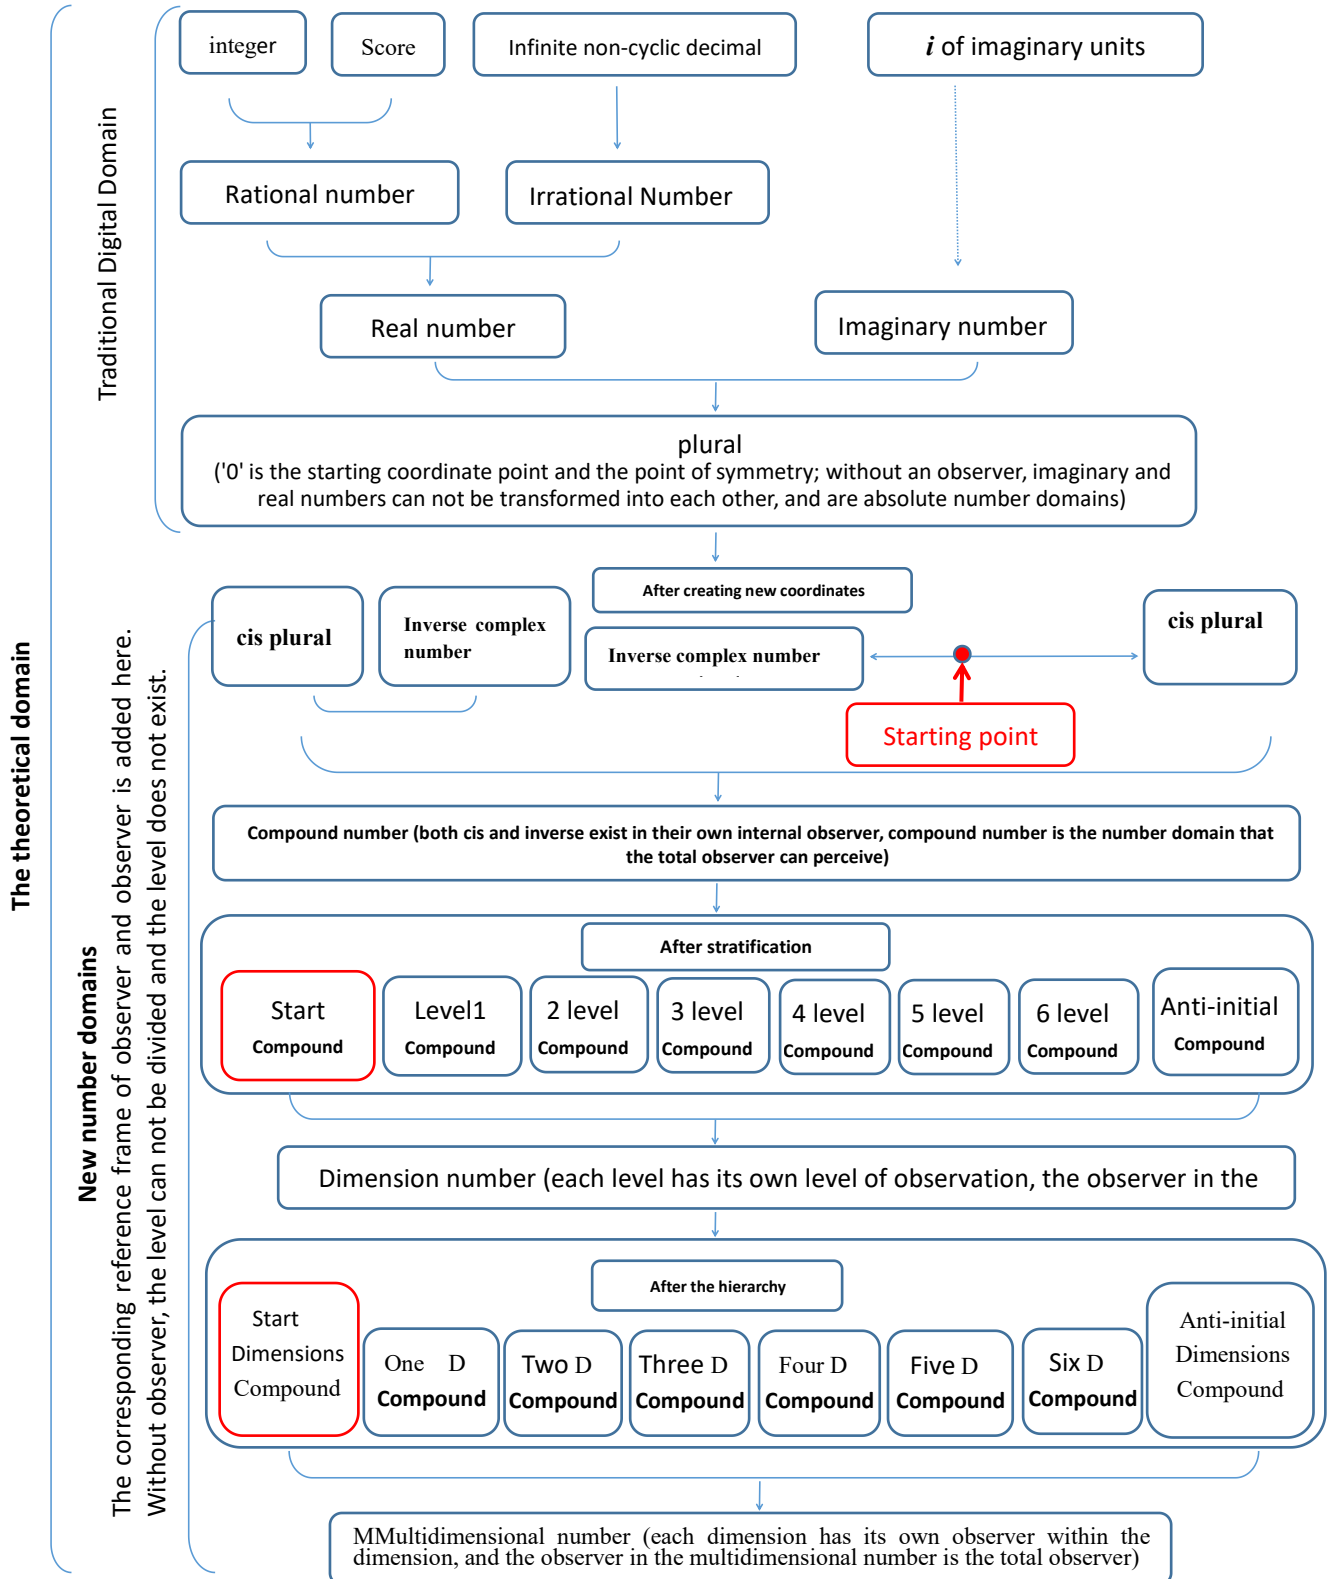 integer
Score
Infinite non-cyclic decimal
i of imaginary units
Rational number
Irrational Number
Real number
Imaginary number
plural
('0' is the starting coordinate point and the point of symmetry; without an observer, imaginary and
real numbers can not be transformed into each other, and are absolute number domains)
Traditional Digital Domain
The theoretical domain
New number domains
The corresponding reference frame of observer and observer is added here.
Without observer, the level can not be divided and the level does not exist.
After creating new coordinates
cis plural
Inverse complex
number
Inverse complex number
cis plural
Starting point
Compound number (both cis and inverse exist in their own internal observer, compound number is the number domain that
the total observer can perceive)
After stratification
Start
Compound
Level1
Compound
2 level
Compound
3 level
Compound
4 level
Compound
5 level
Compound
6 level
Compound
Anti-initial
Compound
Dimension number (each level has its own level of observation, the observer in the
After the hierarchy
Start
Dimensions
Compound
One D
Compound
Two D
Compound
Three D
Compound
Four D
Compound
Five D
Compound
Six D
Compound
Anti-initial
Dimensions
Compound
MMultidimensional number (each dimension has its own observer within the
dimension, and the observer in the multidimensional number is the total observer)